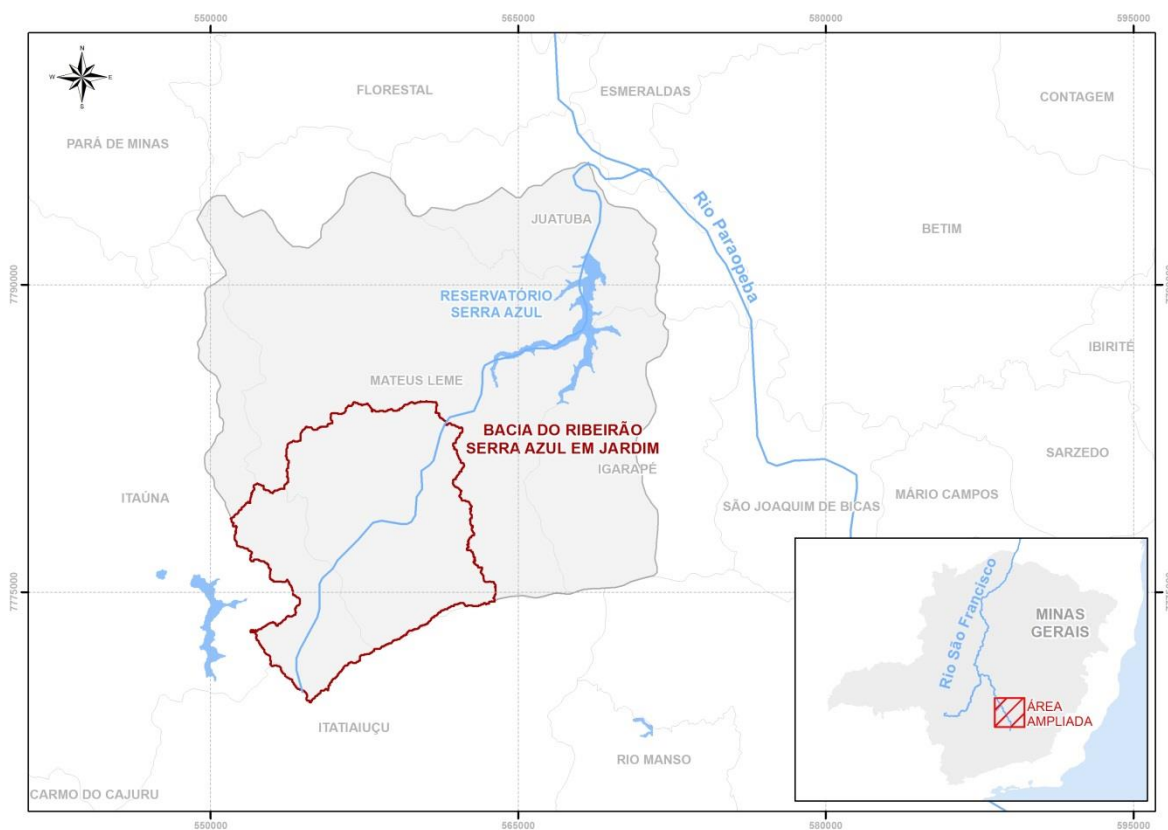 550000
565000
580000
595000
N
W
E
S
FLORESTAL
ESMERALDAS
CONTAGEM
PARÁ DE MINAS
JUATUBA
Rio Paraopeba
BETIM
7790000
RESERVATÓRIO
SERRA AZUL
IBIRITÉ
MATEUS LEME
BACIA DO RIBEIRÃO
SERRA AZUL EM JARDIM
IGARAPÉ
SARZEDO
ITAÚNA
SÃO JOAQUIM DE BICAS
MÁRIO CAMPOS
7775000
Rio São Francisco
MINAS
GERAIS
ÁREA
AMPLIADA
ITATIAIUÇU
RIO MANSO
CARMO DO CAJURU
550000
565000
580000
595000